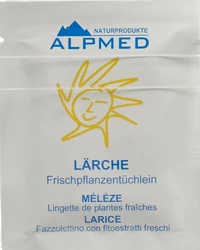 NATURPRODUKTE
ALPMED
LÄRCHE
Frischpflanzentüchlein
MÉLÈZE
Lingette de plantes fraîches
LARICE
Fazzolettino con fitoestratti freschi